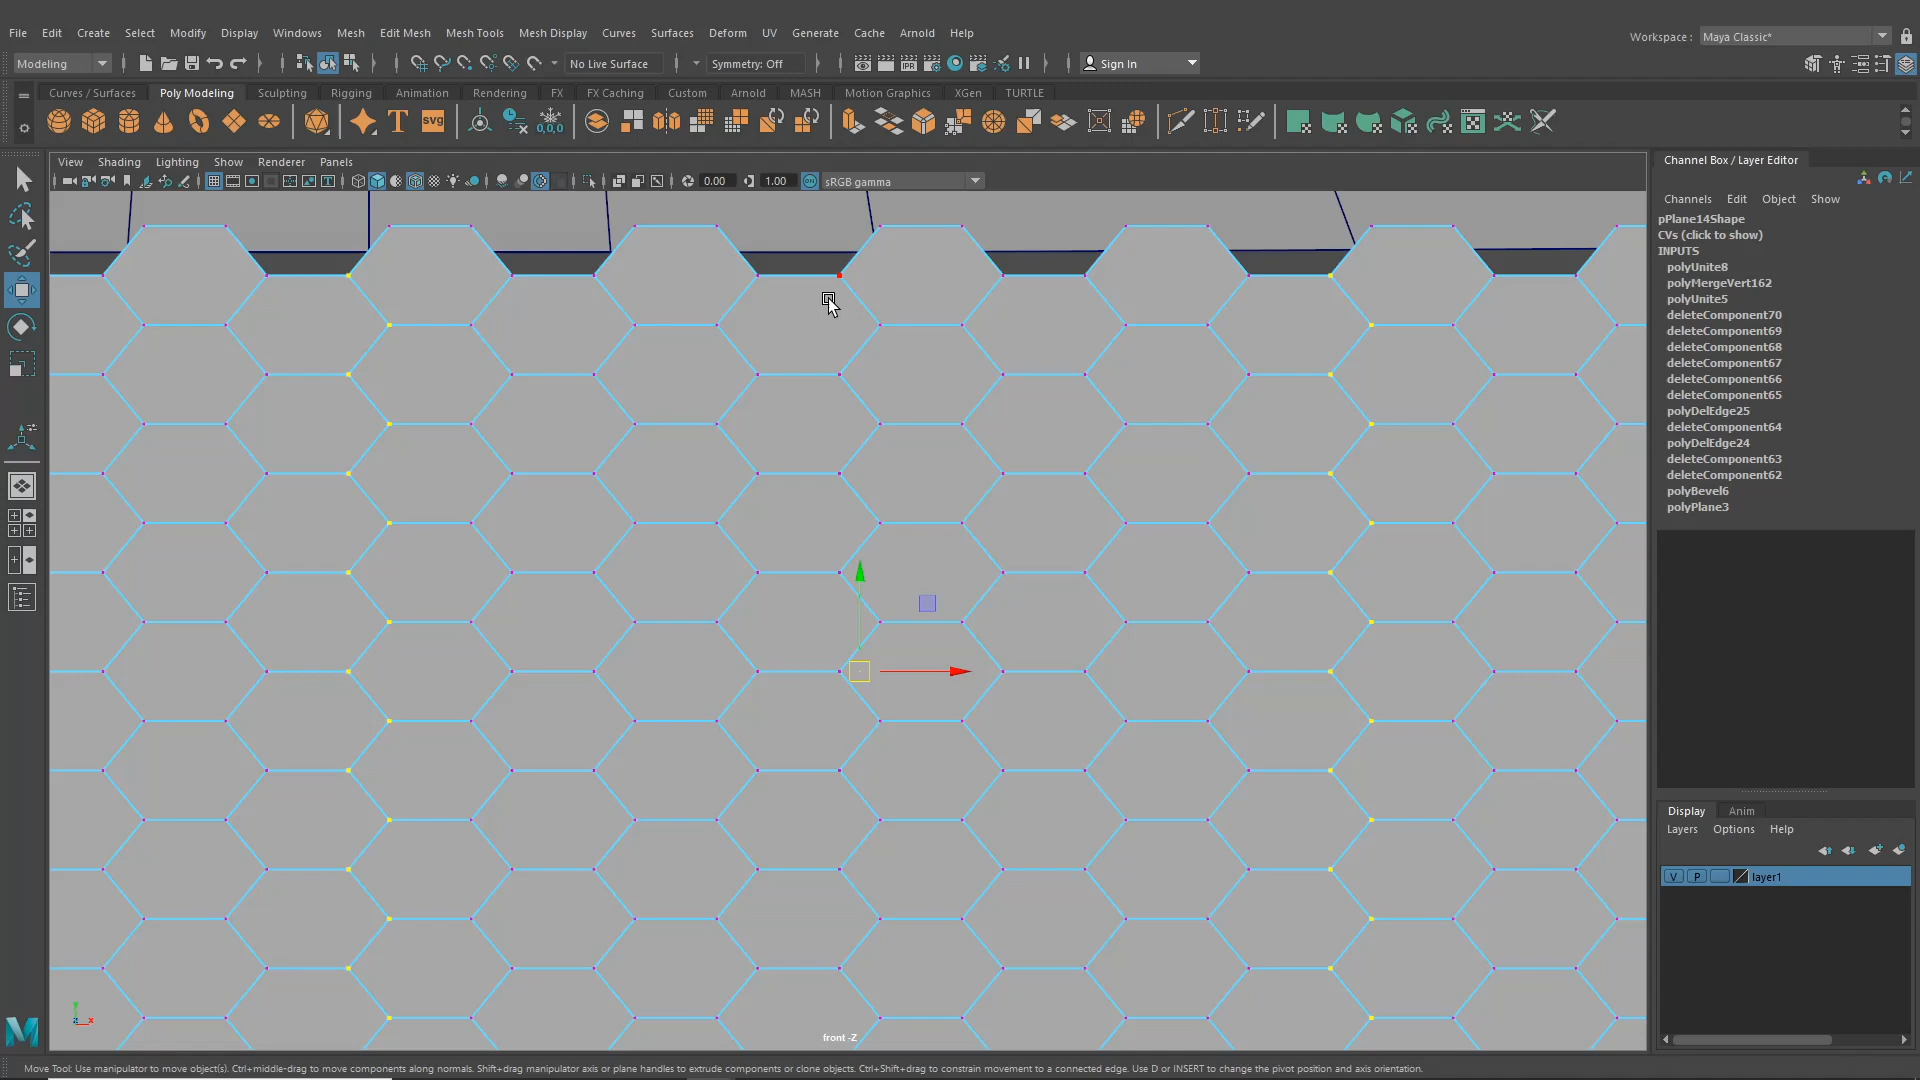 File Edit Create Select Modify Display Windows Mesh Edit Mesh Mesh Tools Mesh Display Curves Surfaces Deform UV Generate Cache Arnold Help
Workspace : Maya Classic*
Modeling No Live Surface Symmetry: Off IPR Sign In
Curves / Surfaces Poly Modeling Sculpting Rigging Animation Rendering FX FX Caching Custom Arnold MASH Motion Graphics XGen TURTLE
T svg 0,0,0
View Shading Lighting Show Renderer Panels
0.00 1.00 ON sRGB gamma
Channel Box / Layer Editor
Channels Edit Object Show
pPlane14Shape
CVs (click to show)
INPUTS
polyUnite8
polyMergeVert162
polyUnite5
deleteComponent70
deleteComponent69
deleteComponent68
deleteComponent67
deleteComponent66
deleteComponent65
polyDelEdge25
deleteComponent64
polyDelEdge24
deleteComponent63
deleteComponent62
polyBevel6
polyPlane3
Display Anim
Layers Options Help
V P layer1
y
z x
front -Z
M
Move Tool: Use manipulator to move object(s). Ctrl+middle-drag to move components along normals. Shift+drag manipulator axis or plane handles to extrude components or clone objects. Ctrl+Shift+drag to constrain movement to a connected edge. Use D or INSERT to change the pivot position and axis orientation.